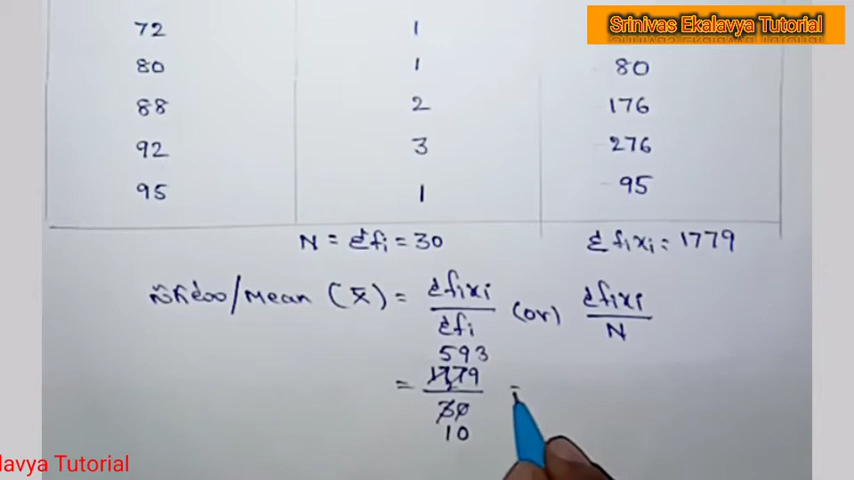 Srinivas Ekalavya Tutorial
72 1
80 1 80
88 2 176
92 3 276
95 1 95
N = Σfi = 30 Σfixi = 1779
/Mean (x̄) = Σfixi / Σfi (or) Σfixi / N
593
= 1779 / 30 =
10
lavya Tutorial